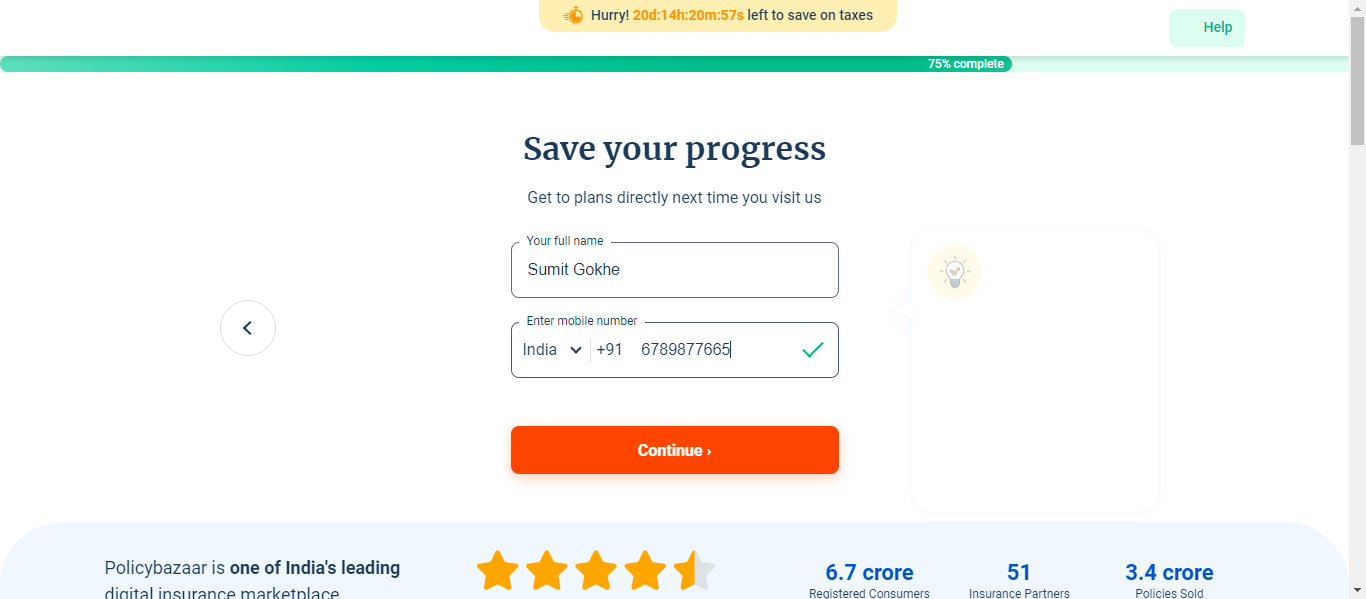 Hurry! 20d:14h:20m:57s left to save on taxes
Help
75% complete
Save your progress
Get to plans directly next time you visit us
Your full name
Sumit Gokhe
Enter mobile number
India +91 6789877665
Continue ›
Policybazaar is one of India's leading
digital insurance marketplace
6.7 crore
Registered Consumers
51
Insurance Partners
3.4 crore
Policies Sold